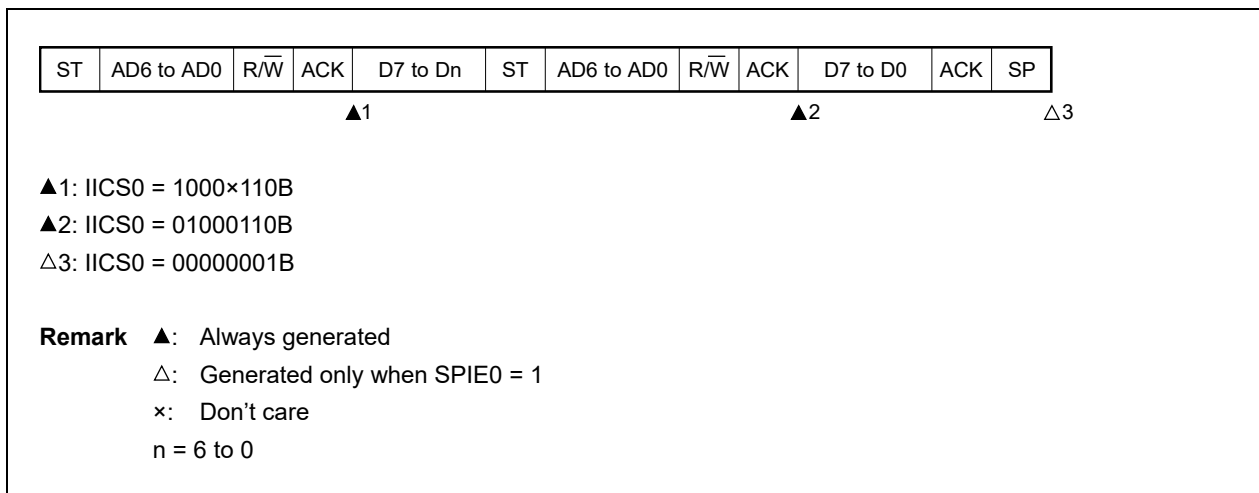 ST AD6 to AD0 R/W̅ ACK D7 to Dn ST AD6 to AD0 R/W̅ ACK D7 to D0 ACK SP
▲1 ▲2 △3
▲1: IICS0 = 1000×110B
▲2: IICS0 = 01000110B
△3: IICS0 = 00000001B
Remark ▲: Always generated
△: Generated only when SPIE0 = 1
×: Don’t care
n = 6 to 0